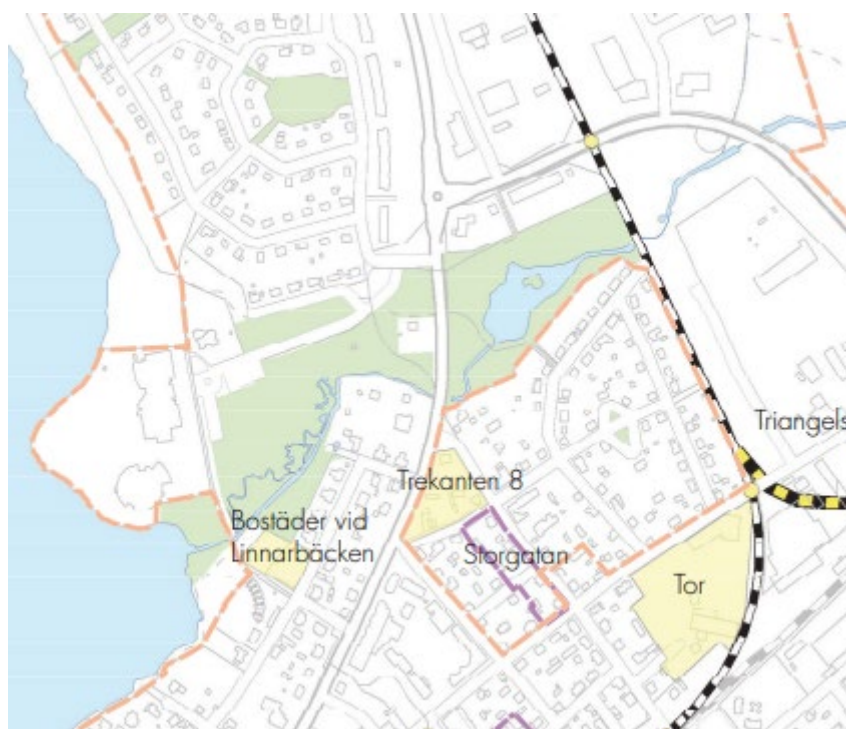 Triangels
Trekanten 8
Bostäder vid
Linnarbäcken
Storgatan
Tor